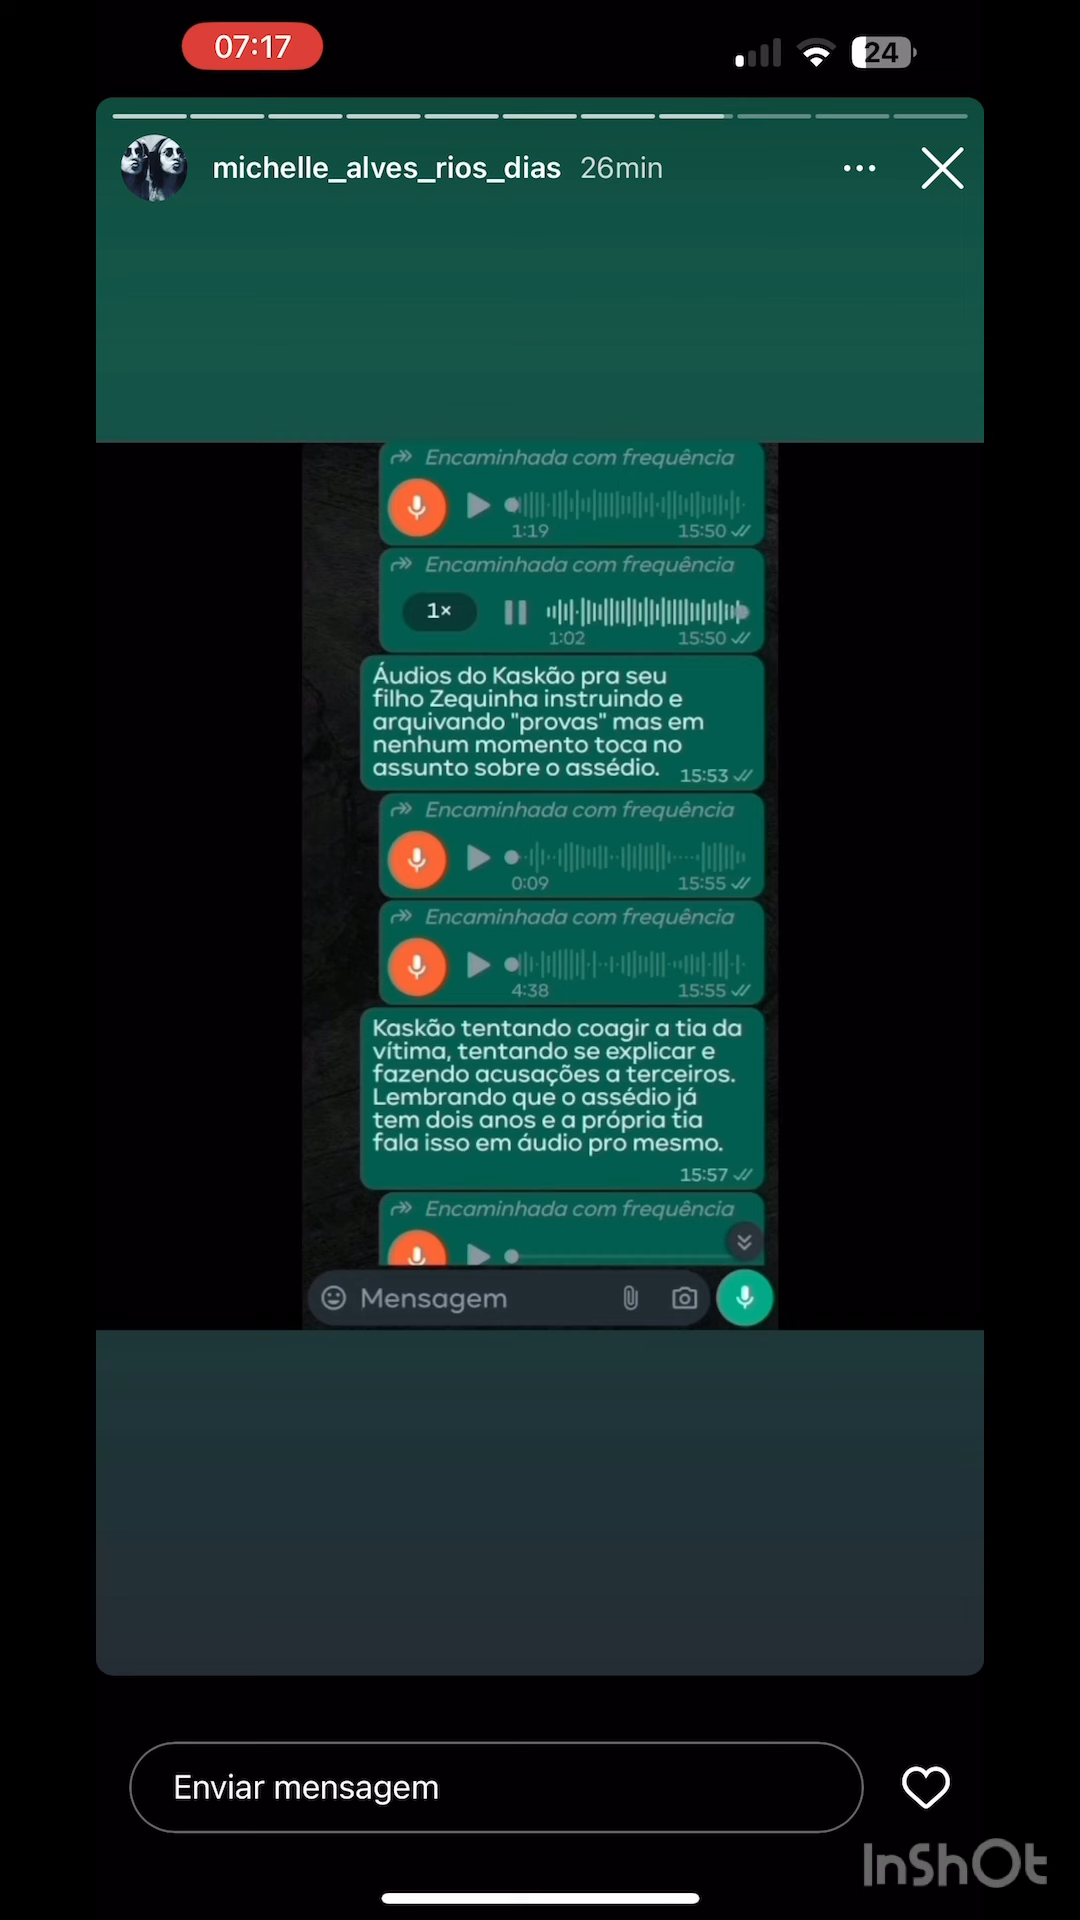 07:17
24
michelle_alves_rios_dias 26min
Encaminhada com frequência
1:19 15:50
Encaminhada com frequência
1×
1:02 15:50
Áudios do Kaskão pra seu
filho Zequinha instruindo e
arquivando "provas" mas em
nenhum momento toca no
assunto sobre o assédio. 15:53
Encaminhada com frequência
0:09 15:55
Encaminhada com frequência
4:38 15:55
Kaskão tentando coagir a tia da
vítima, tentando se explicar e
fazendo acusações a terceiros.
Lembrando que o assédio já
tem dois anos e a própria tia
fala isso em áudio pro mesmo.
15:57
Encaminhada com frequência
Mensagem
Enviar mensagem
InShOt